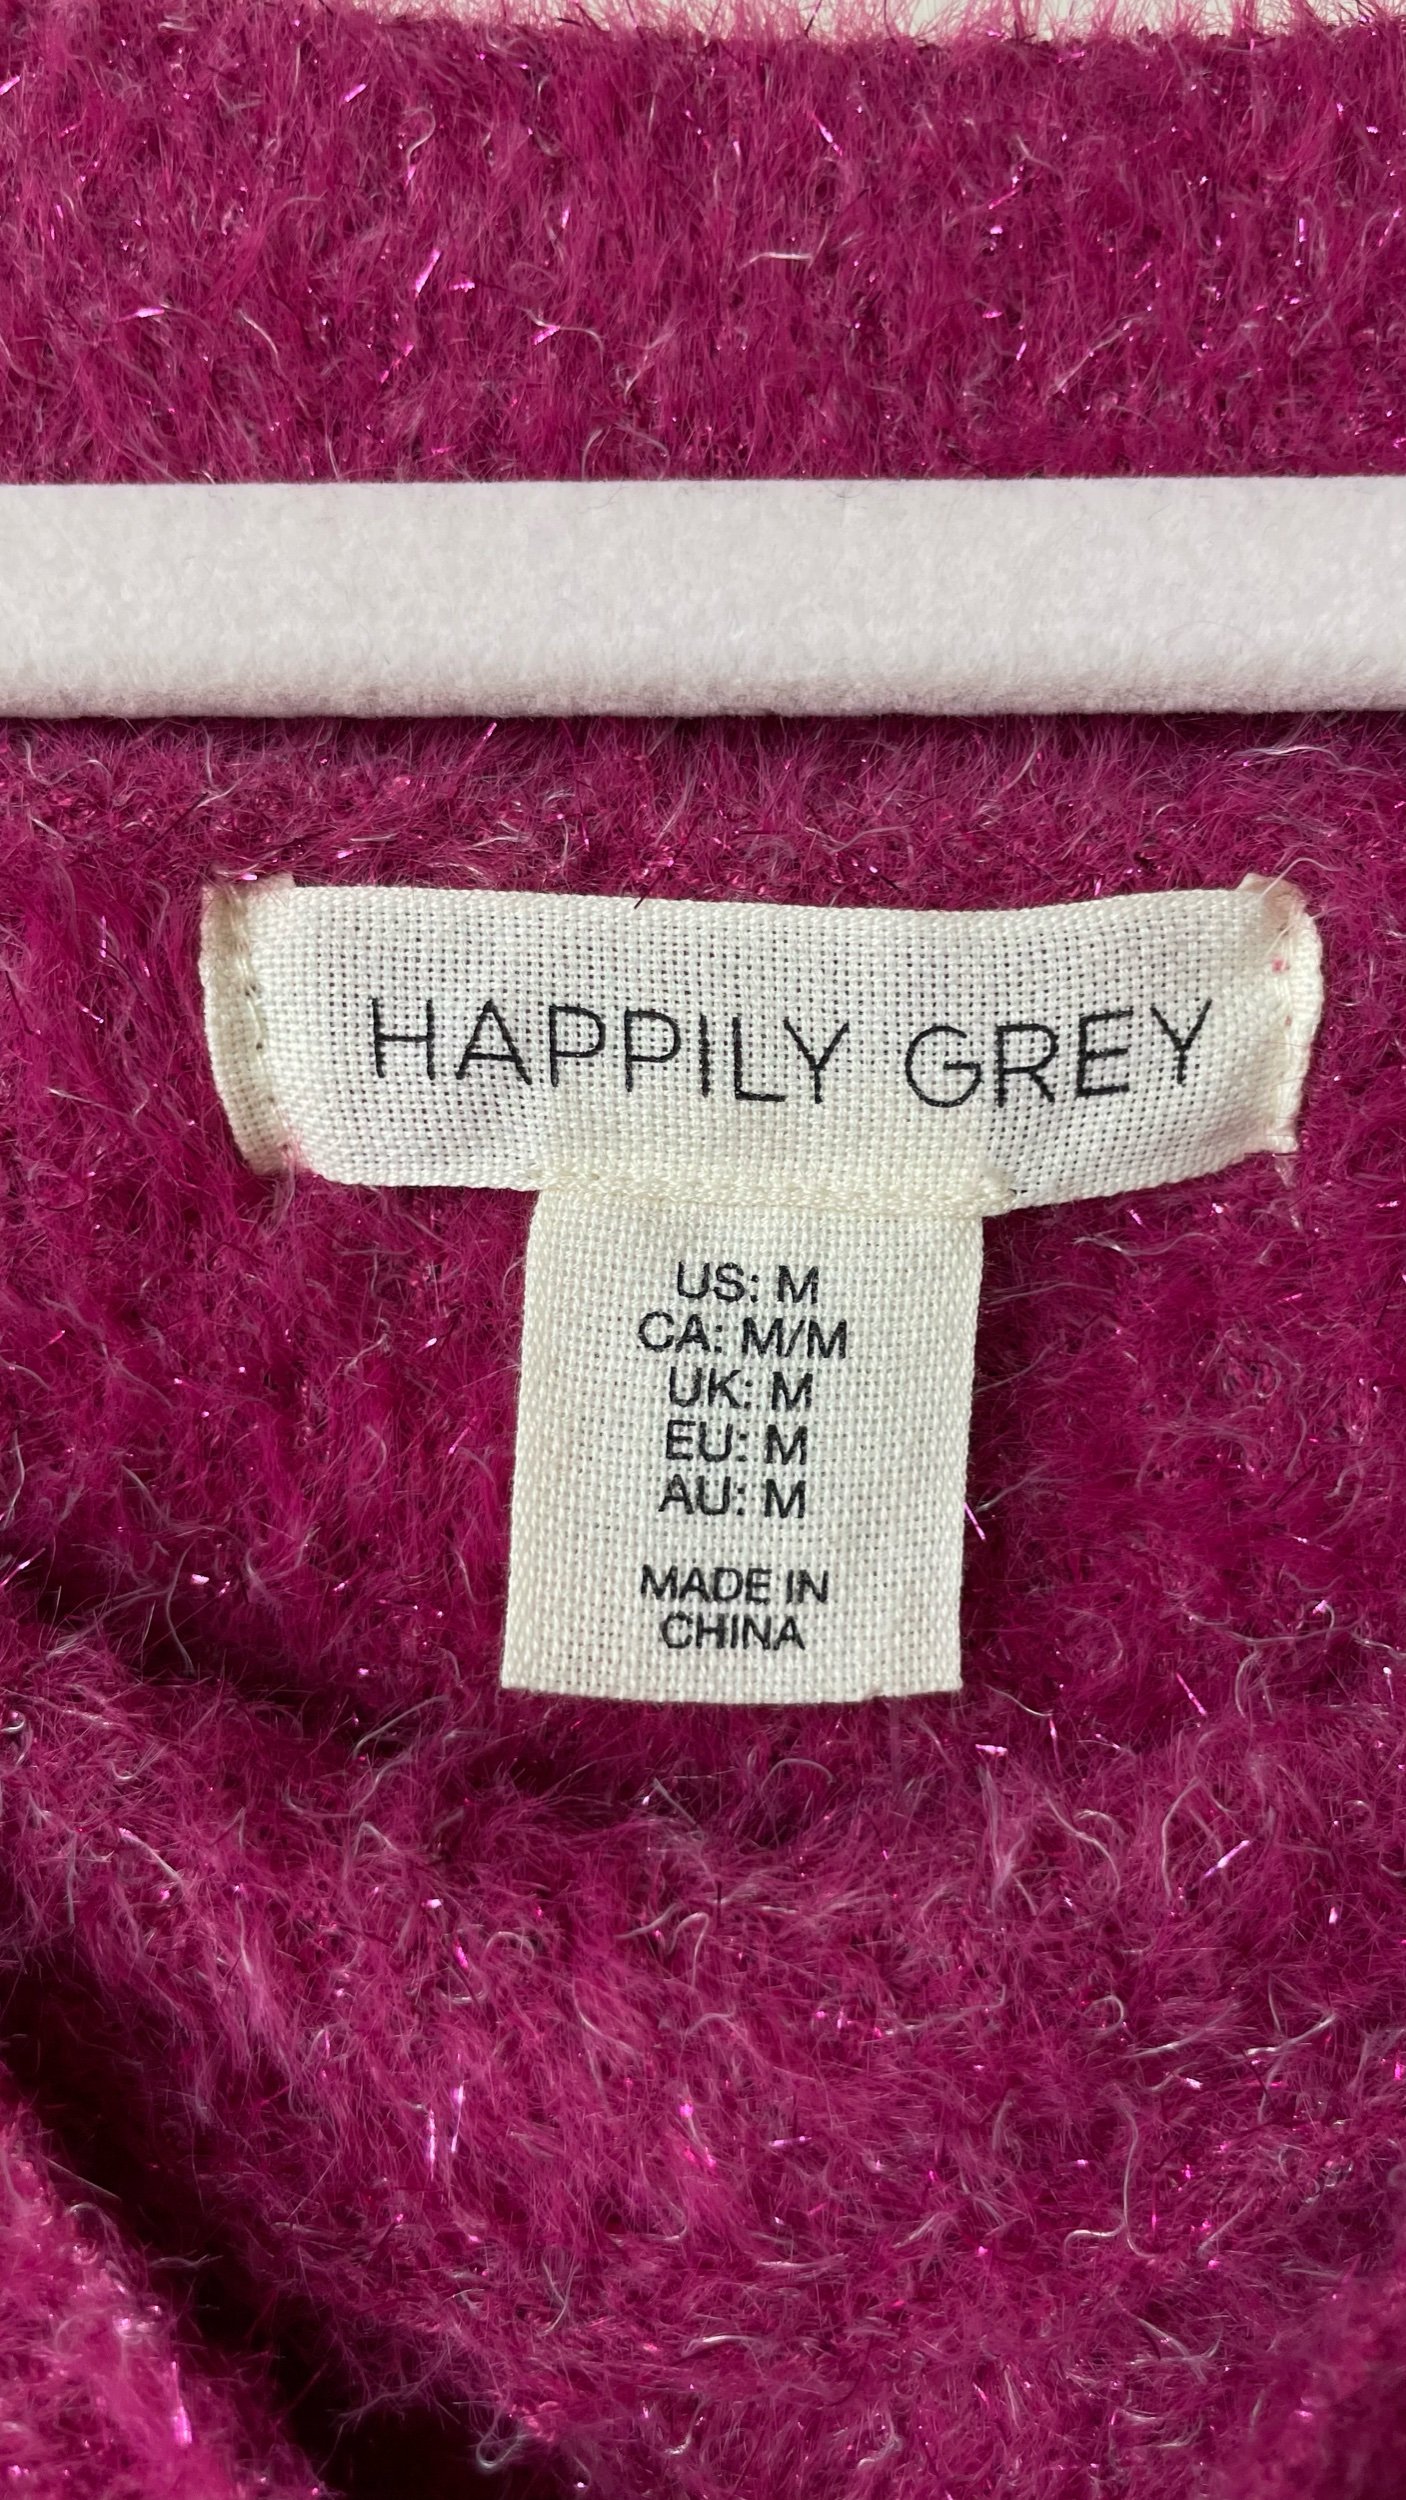 HAPPILY GREY
US: M
CA: M/M
UK: M
EU: M
AU: M
MADE IN
CHINA